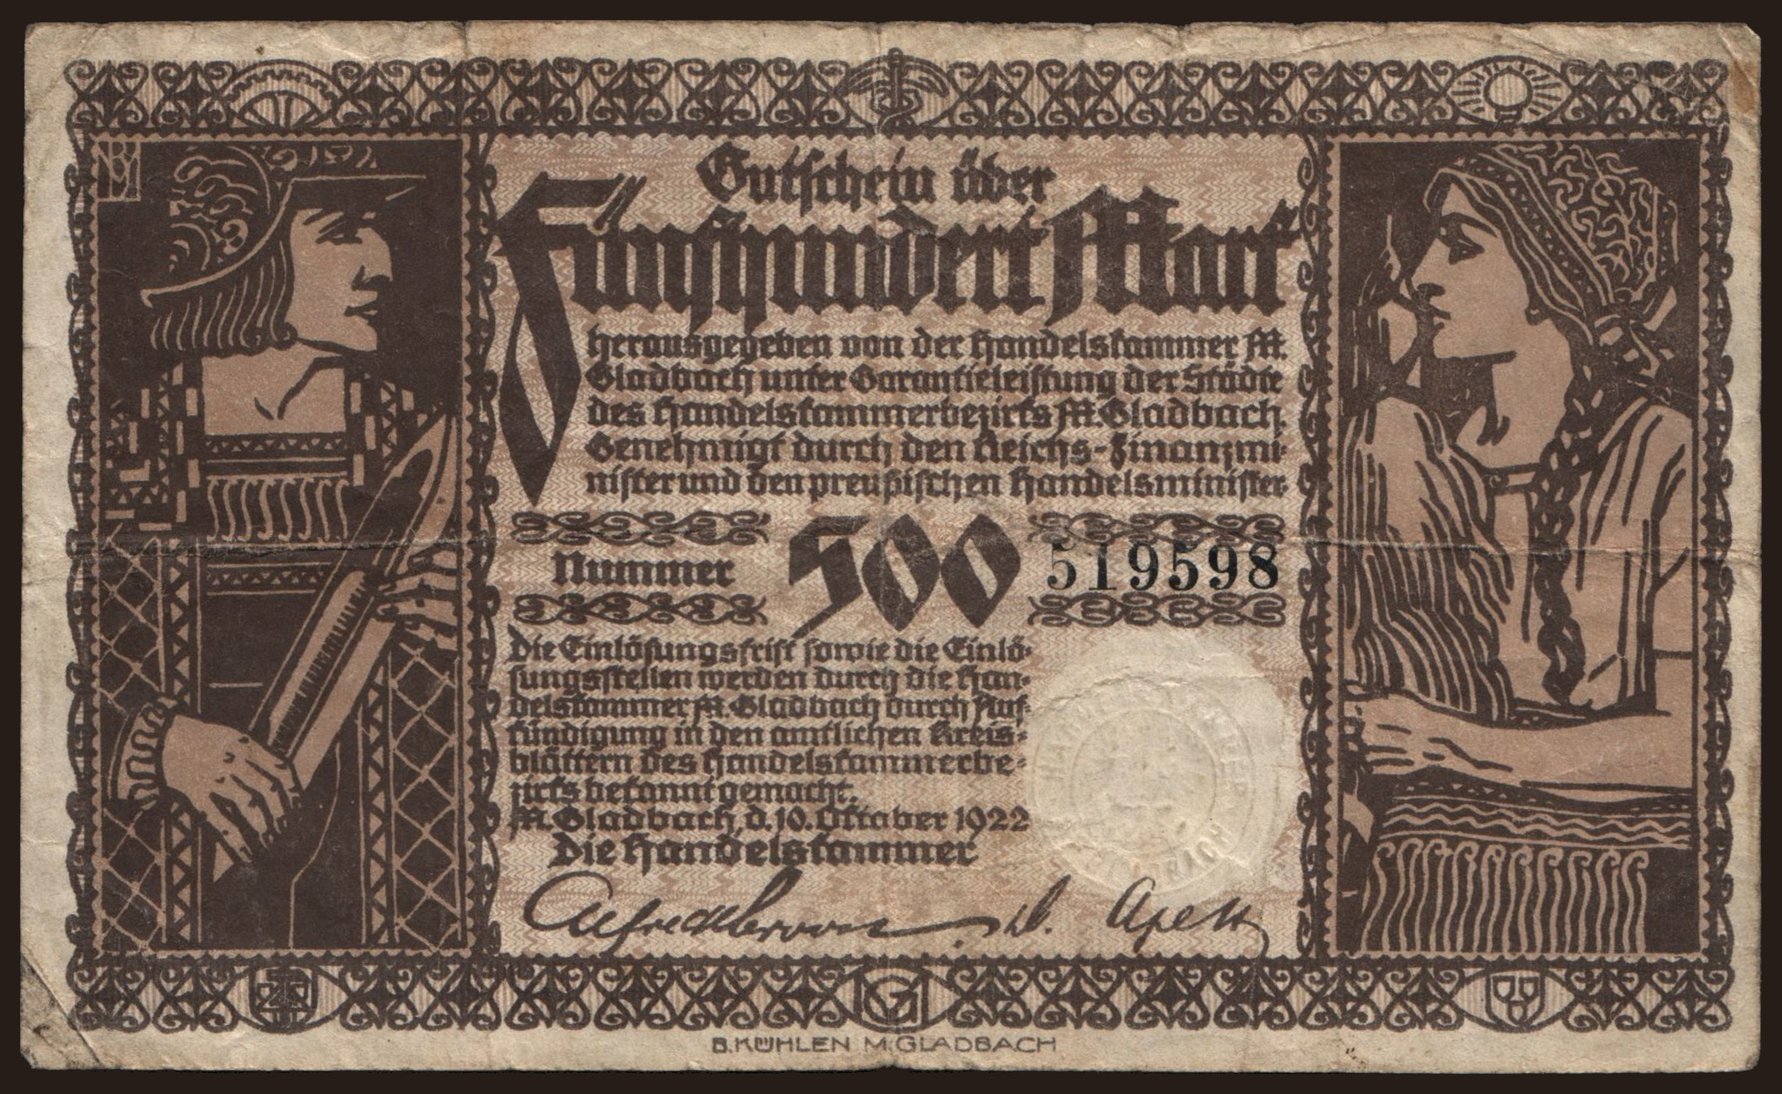 Gutschein über
Fünfhundert Mark
herausgegeben von der Handelskammer M.
Gladbach unter Garantieleistung der Städte
des Handelskammerbezirks M. Gladbach.
Genehmigt durch den Reichs-Finanzmi-
nister und den preußischen Handelsminister
Nummer 500 519598
Die Einlösungsfrist sowie die Einlö-
sungsstellen werden durch die Han-
delskammer M. Gladbach durch Auf-
kündigung in den amtlichen Kreis-
blättern des Handelskammerbe-
zirks bekannt gemacht.
M. Gladbach, d. 10. Oktober 1922
Die Handelskammer
HANDELSKAMMER
GLADBACH
G
B. KÜHLEN M. GLADBACH